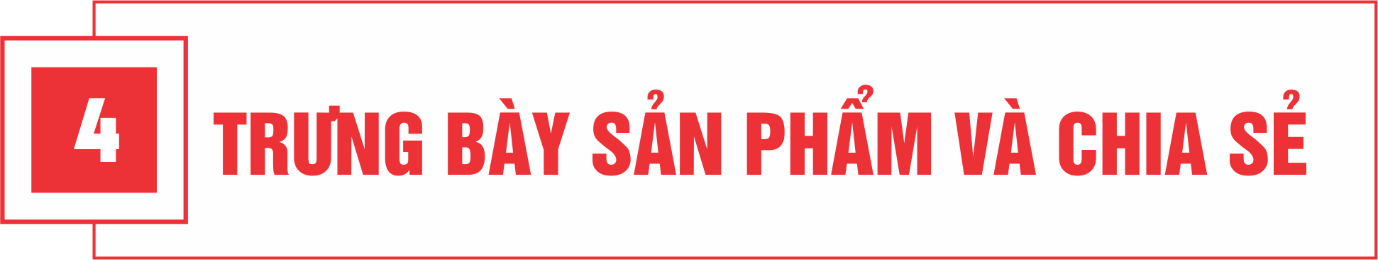 4
TRƯNG BÀY SẢN PHẨM VÀ CHIA SẺ